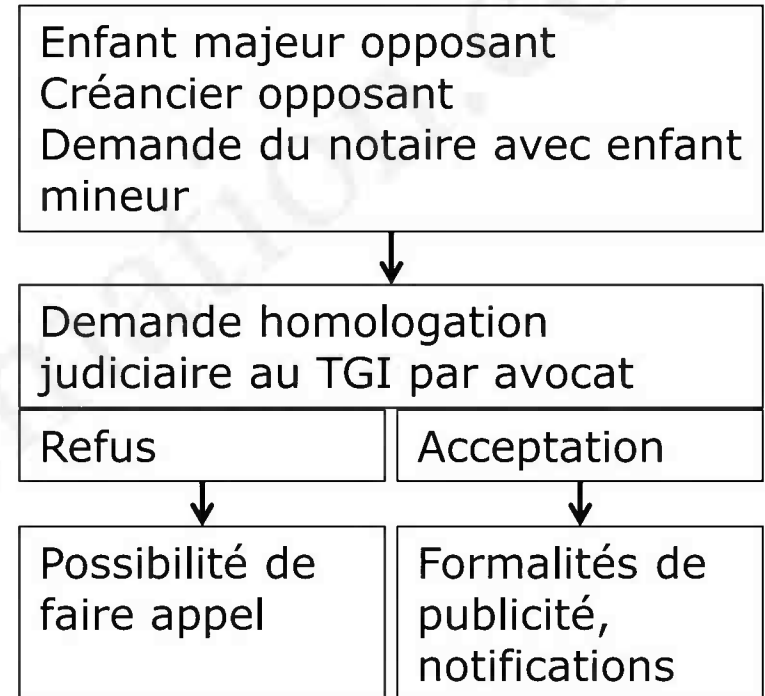 Enfant majeur opposant
Créancier opposant
Demande du notaire avec enfant
mineur
Demande homologation
judiciaire au TGI par avocat
Refus
Acceptation
Possibilité de
faire appel
Formalités de
publicité,
notifications